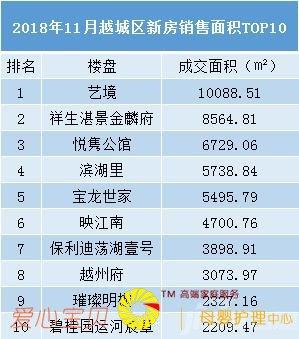 2018年11月越城区新房销售面积TOP10
排名 楼盘 成交面积（m²）
1 艺境 10088.51
2 祥生湛景金麟府 8564.81
3 悦隽公馆 6729.06
4 滨湖里 5738.84
5 宝龙世家 5495.79
6 映江南 4700.76
7 保利迪荡湖壹号 3898.91
8 越州府 3073.97
9 璀璨明 2327.16
10 碧桂园运河宸章 2209.47
TM 高端家庭服务
爱心宝贝 母婴护理中心